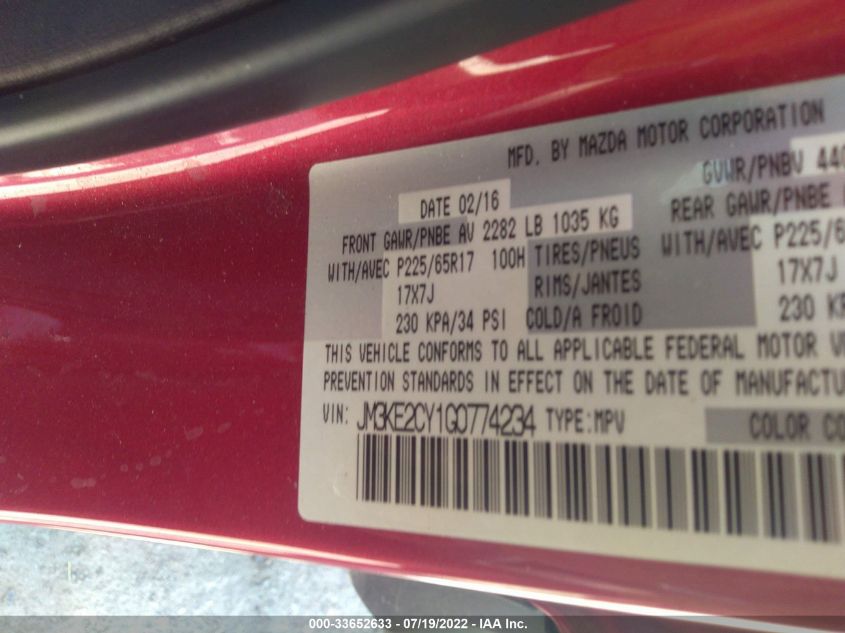 MFD. BY MAZDA MOTOR CORPORATION
DATE 02/16
GVWR/PNBV 440
FRONT GAWR/PNBE AV 2282 LB 1035 KG
REAR GAWR/PNBE
WITH/AVEC P225/65R17 100H TIRES/PNEUS WITH/AVEC P225/6
17X7J RIMS/JANTES 17X7J
230 KPA/34 PSI COLD/A FROID 230 KP
THIS VEHICLE CONFORMS TO ALL APPLICABLE FEDERAL MOTOR V
PREVENTION STANDARDS IN EFFECT ON THE DATE OF MANUFACTU
VIN: JM3KE2CY1G0774234 TYPE:MPV
COLOR CO
000-33652633 - 07/19/2022 - IAA Inc.